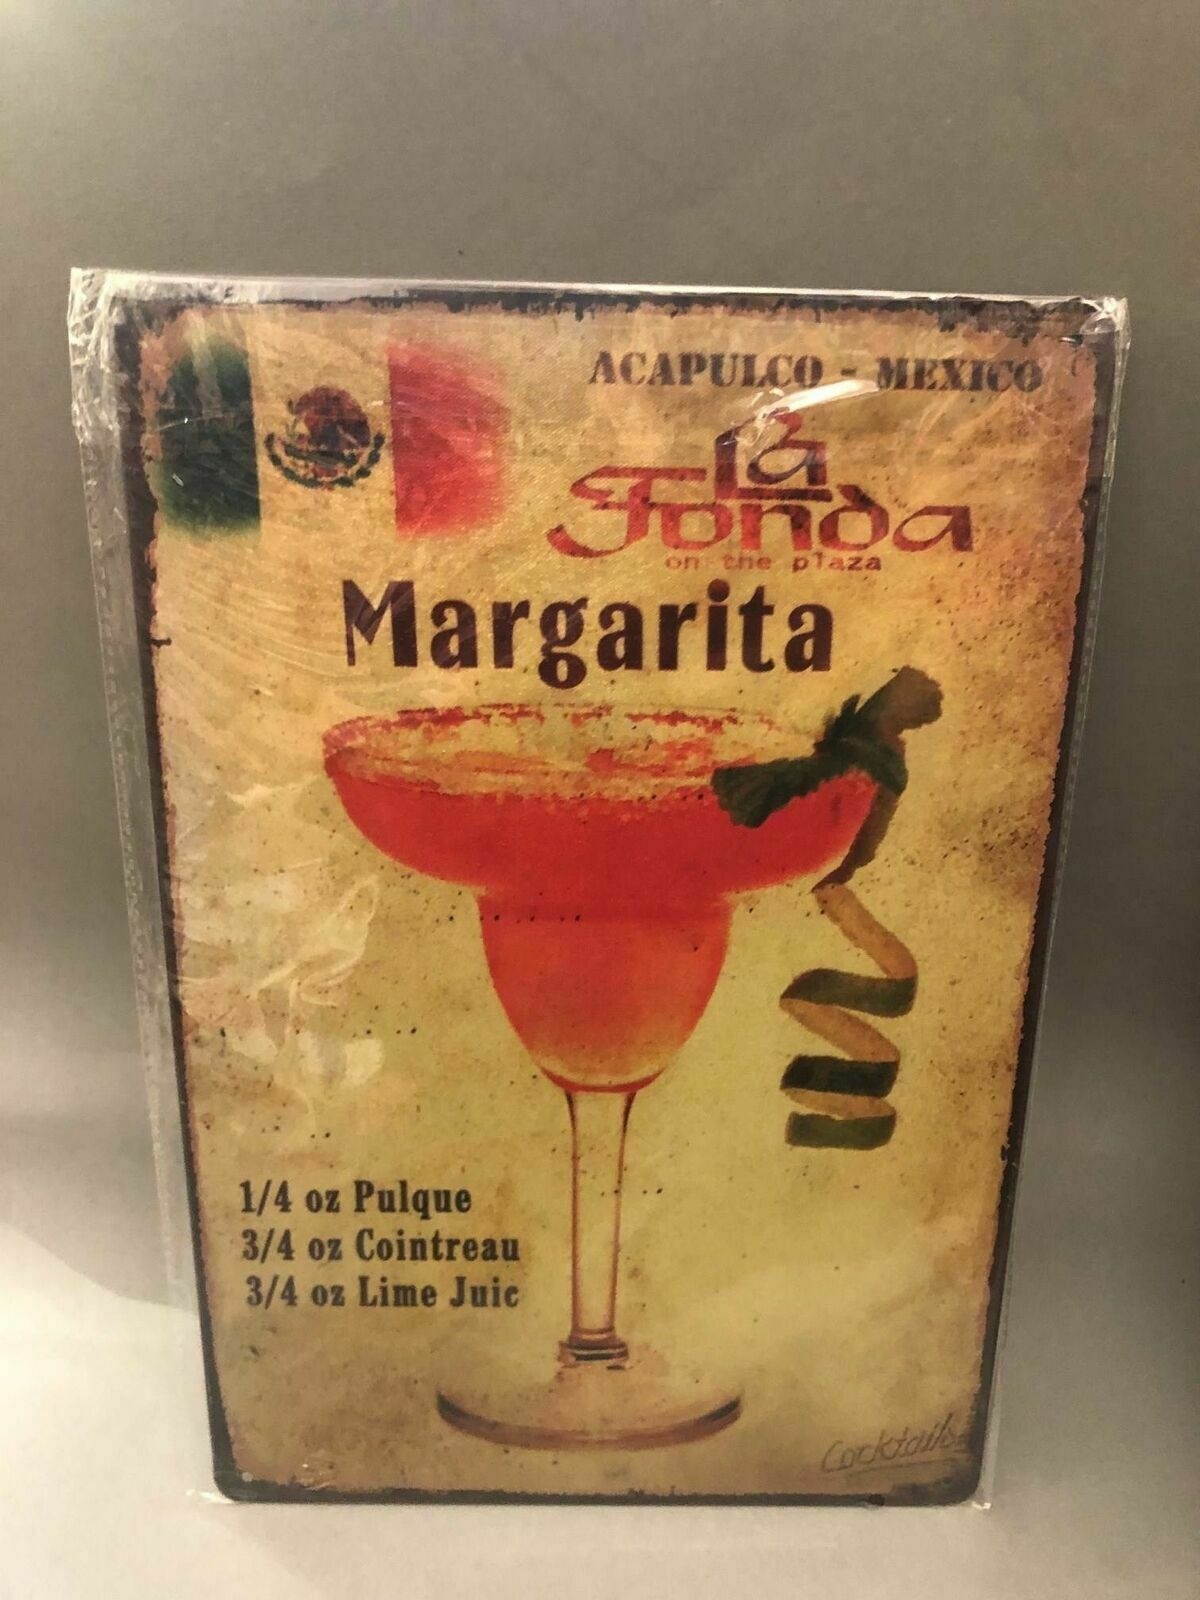 ACAPULCO - MEXICO
La
Fonda
on the plaza
Margarita
1/4 oz Pulque
3/4 oz Cointreau
3/4 oz Lime Juic
Cocktails